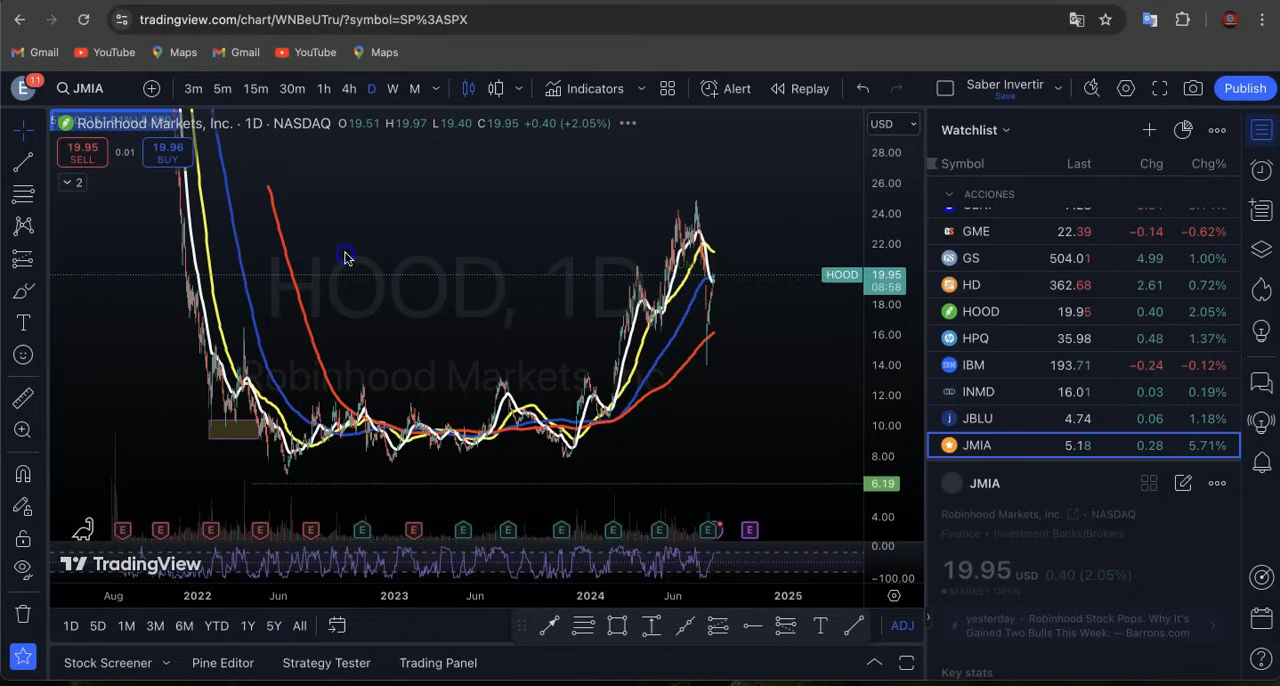 tradingview.com/chart/WNBeUTru/?symbol=SP%3ASPX
Gmail YouTube Maps Gmail YouTube Maps
E 11 JMIA 3m 5m 15m 30m 1h 4h D W M Indicators Alert Replay Saber Invertir Save Publish
Robinhood Markets, Inc. · 1D · NASDAQ O19.51 H19.97 L19.40 C19.95 +0.40 (+2.05%)
19.95 SELL 0.01 19.96 BUY
2
USD
28.00
26.00
24.00
22.00
HOOD 19.95
08:58
18.00
16.00
14.00
12.00
10.00
8.00
6.19
4.00
0.00
−100.00
HOOD, 1D
Robinhood Markets, Inc.
E E E E E E E E E E E E E E
TradingView
Aug 2022 Jun 2023 Jun 2024 Jun 2025
1D 5D 1M 3M 6M YTD 1Y 5Y All ADJ
Stock Screener Pine Editor Strategy Tester Trading Panel
Watchlist
Symbol Last Chg Chg%
ACCIONES
GME 22.39 −0.14 −0.62%
GS 504.01 4.99 1.00%
HD 362.68 2.61 0.72%
HOOD 19.95 0.40 2.05%
HPQ 35.98 0.48 1.37%
IBM 193.71 −0.24 −0.12%
INMD 16.01 0.03 0.19%
JBLU 4.74 0.06 1.18%
JMIA 5.18 0.28 5.71%
JMIA
Robinhood Markets, Inc. · NASDAQ
Finance · Investment Banks/Brokers
19.95 USD 0.40 (2.05%)
MARKET OPEN
yesterday · Robinhood Stock Pops. Why It's
Gained Two Bulls This Week. — Barrons.com
Key stats